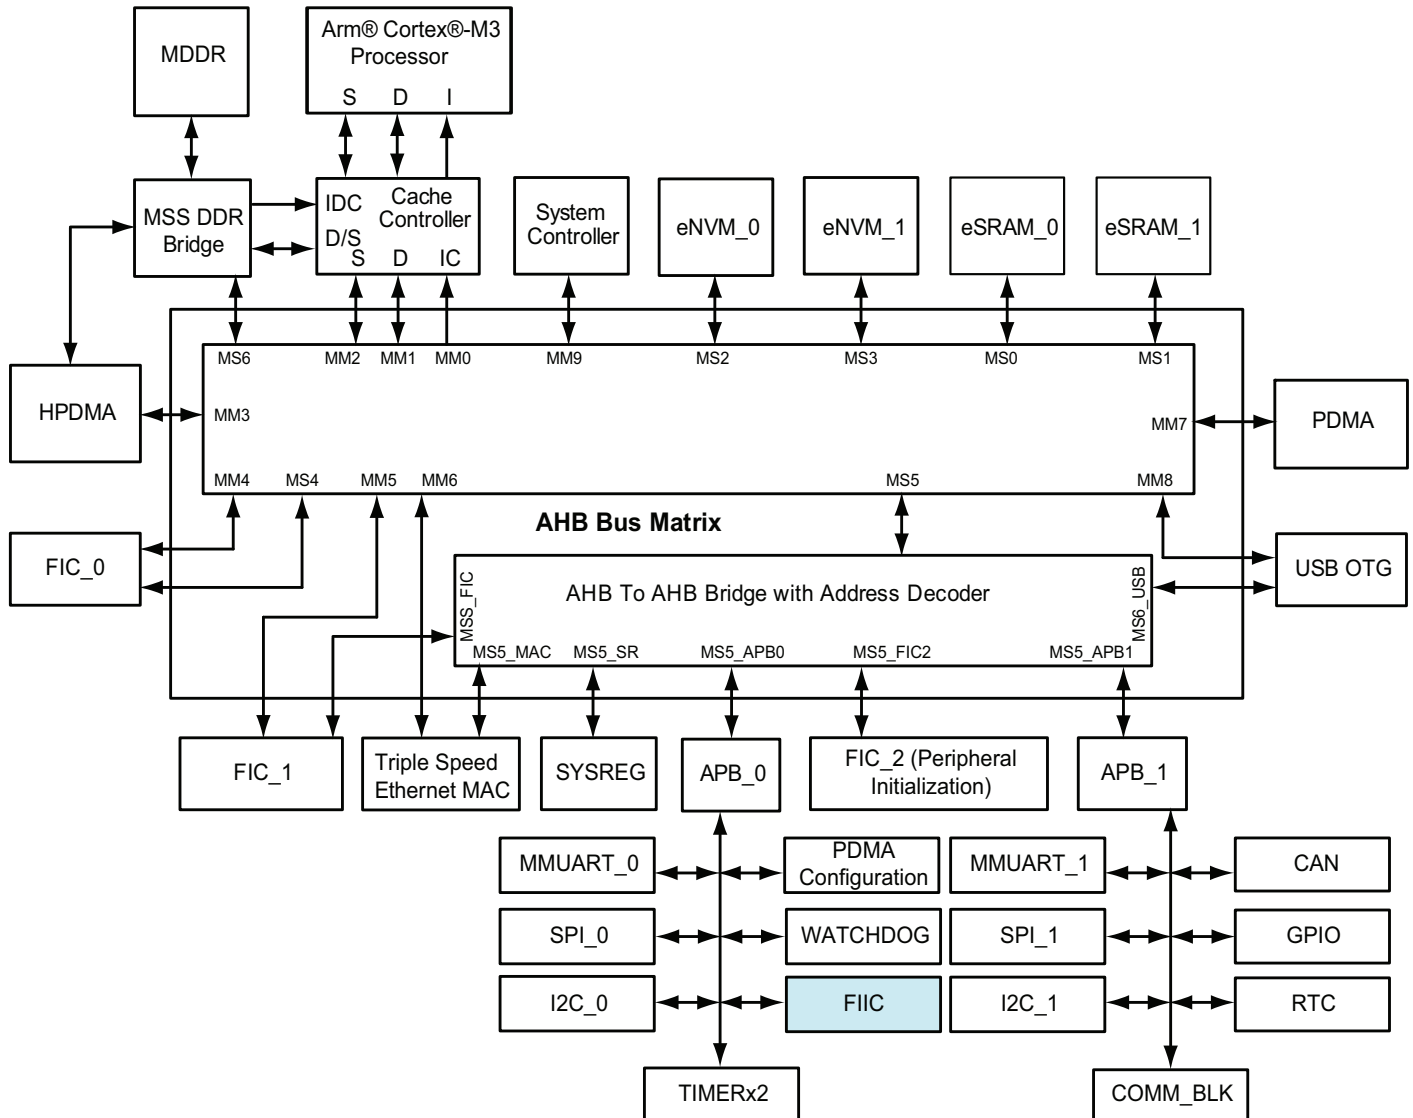 MDDR
Arm® Cortex®-M3
Processor
S D I
MSS DDR
Bridge
IDC
Cache
Controller
D/S
S D IC
System
Controller
eNVM_0
eNVM_1
eSRAM_0
eSRAM_1
MS6 MM2 MM1 MM0 MM9 MS2 MS3 MS0 MS1
HPDMA
MM3
MM7
PDMA
MM4 MS4 MM5 MM6 MS5 MM8
AHB Bus Matrix
FIC_0
USB OTG
MSS_FIC
AHB To AHB Bridge with Address Decoder
MS6_USB
MS5_MAC MS5_SR MS5_APB0 MS5_FIC2 MS5_APB1
FIC_1
Triple Speed
Ethernet MAC
SYSREG
APB_0
FIC_2 (Peripheral
Initialization)
APB_1
MMUART_0
PDMA
Configuration
MMUART_1
CAN
SPI_0
WATCHDOG
SPI_1
GPIO
I2C_0
FIIC
I2C_1
RTC
TIMERx2
COMM_BLK